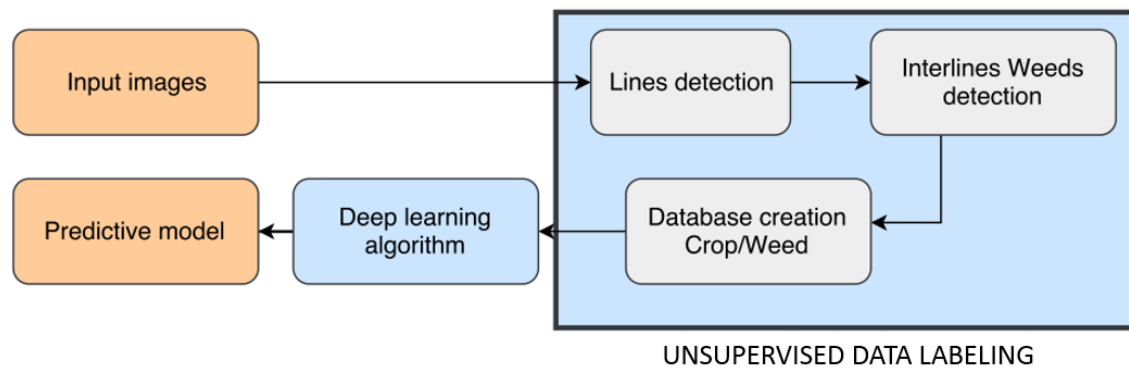 Input images
Lines detection
Interlines Weeds
detection
Predictive model
Deep learning
algorithm
Database creation
Crop/Weed
UNSUPERVISED DATA LABELING